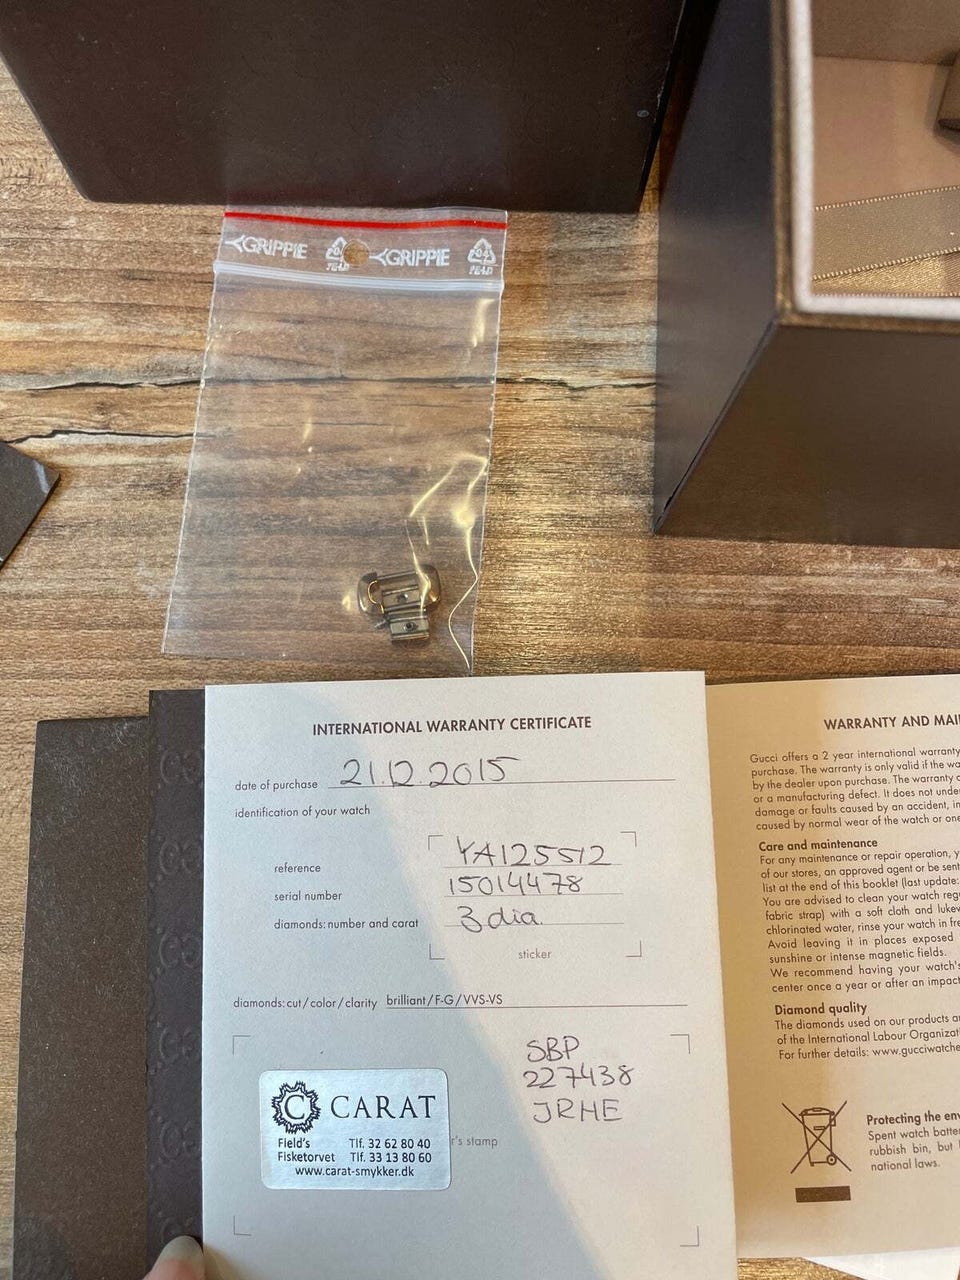 GRIPPIE GRIPPIE
04
PE-LD
INTERNATIONAL WARRANTY CERTIFICATE
date of purchase 21.12.2015
identification of your watch
reference YA125512
serial number 15014478
diamonds: number and carat 3 dia
sticker
diamonds: cut / color / clarity brilliant / F-G / VVS-VS
SBP
227438
JRHE
C CARAT
Field's Tlf. 32 62 80 40
Fisketorvet Tlf. 33 13 80 60
www.carat-smykker.dk
r's stamp
WARRANTY AND MAI
Gucci offers a 2 year international warranty
purchase. The warranty is only valid if the wa
by the dealer upon purchase. The warranty
or a manufacturing defect. It does not unde
damage or faults caused by an accident, in
caused by normal wear of the watch or one
Care and maintenance
For any maintenance or repair operation, y
of our stores, an approved agent or be sent
list at the end of this booklet (last update:
You are advised to clean your watch regu
fabric strap) with a soft cloth and lukew
chlorinated water, rinse your watch in fre
Avoid leaving it in places exposed
sunshine or intense magnetic fields.
We recommend having your watch's
center once a year or after an impact
Diamond quality
The diamonds used on our products a
of the International Labour Organizat
For further details: www.gucciwatche
Protecting the env
Spent watch batte
rubbish bin, but
national laws.